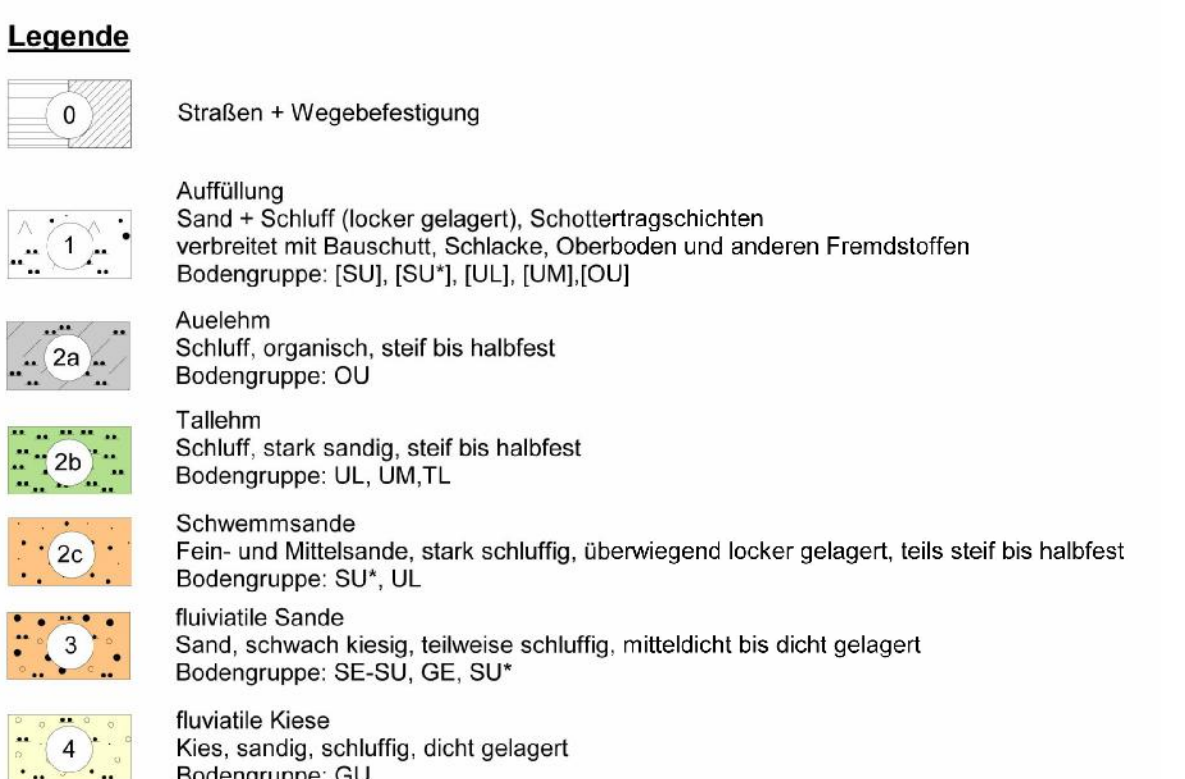 Legende
0
Straßen + Wegebefestigung
Auffüllung
1
Sand + Schluff (locker gelagert), Schottertragschichten
verbreitet mit Bauschutt, Schlacke, Oberboden und anderen Fremdstoffen
Bodengruppe: [SU], [SU*], [UL], [UM],[OU]
Auelehm
2a
Schluff, organisch, steif bis halbfest
Bodengruppe: OU
Tallehm
2b
Schluff, stark sandig, steif bis halbfest
Bodengruppe: UL, UM,TL
Schwemmsande
2c
Fein- und Mittelsande, stark schluffig, überwiegend locker gelagert, teils steif bis halbfest
Bodengruppe: SU*, UL
fluiviatile Sande
3
Sand, schwach kiesig, teilweise schluffig, mitteldicht bis dicht gelagert
Bodengruppe: SE-SU, GE, SU*
fluviatile Kiese
4
Kies, sandig, schluffig, dicht gelagert
Bodengruppe: GU